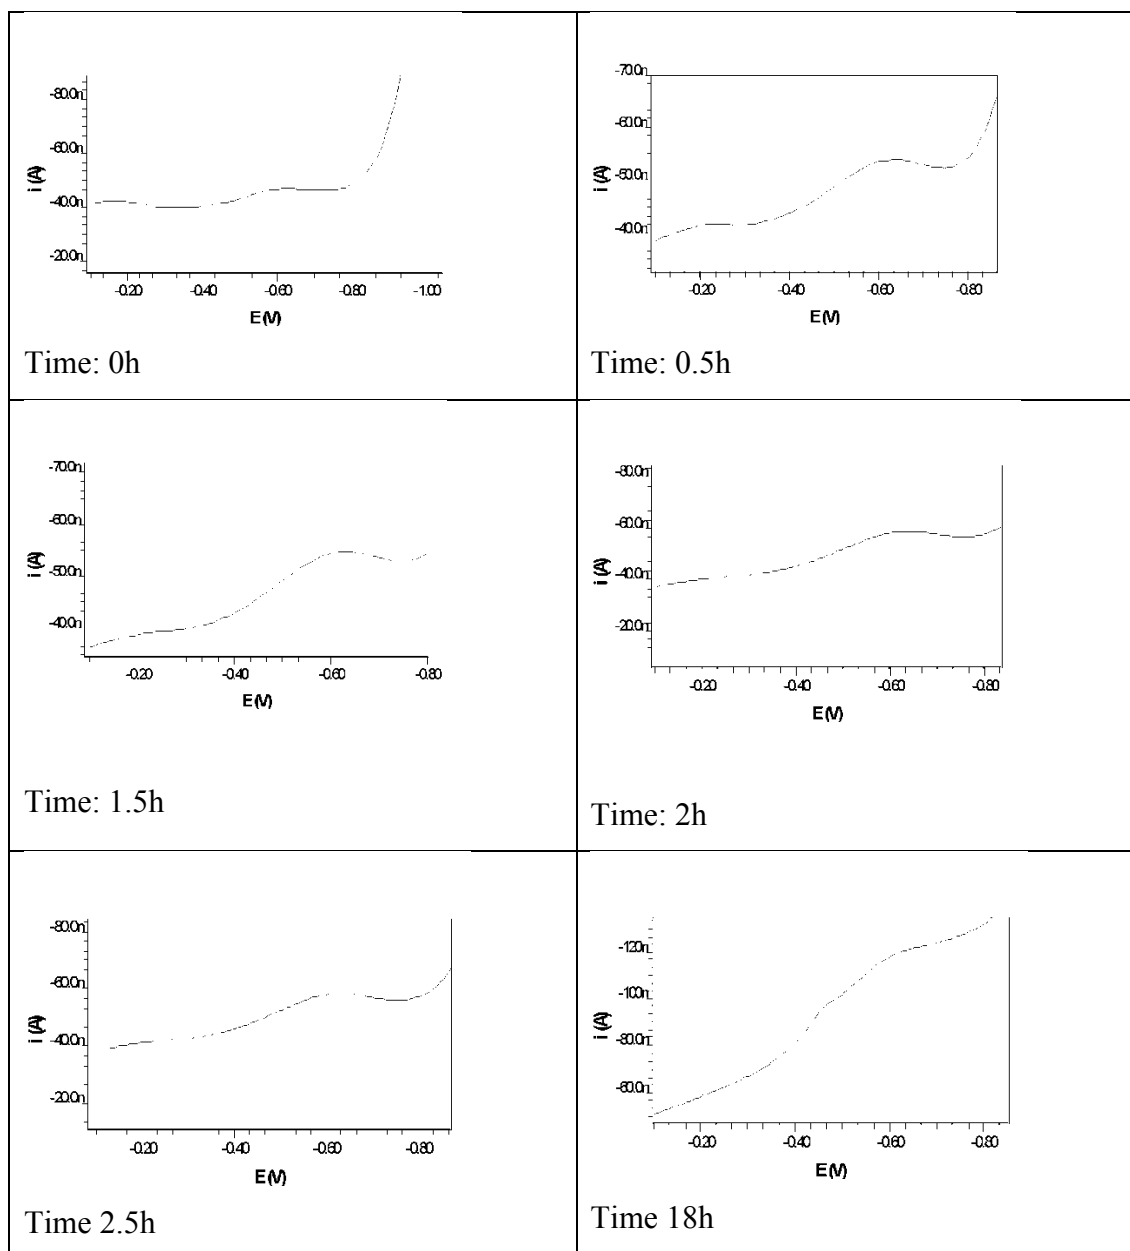 -80.0n
-60.0n
-40.0n
-20.0n
i (A)
-0.20 -0.40 -0.60 -0.80 -1.00
E (V)
Time: 0h
-70.0n
-60.0n
-50.0n
-40.0n
i (A)
-0.20 -0.40 -0.60 -0.80
E (V)
Time: 0.5h
-70.0n
-60.0n
-50.0n
-40.0n
i (A)
-0.20 -0.40 -0.60 -0.80
E (V)
Time: 1.5h
-80.0n
-60.0n
-40.0n
-20.0n
i (A)
-0.20 -0.40 -0.60 -0.80
E (V)
Time: 2h
-80.0n
-60.0n
-40.0n
-20.0n
i (A)
-0.20 -0.40 -0.60 -0.80
E (V)
Time 2.5h
-120n
-100n
-80.0n
-60.0n
i (A)
-0.20 -0.40 -0.60 -0.80
E (V)
Time 18h